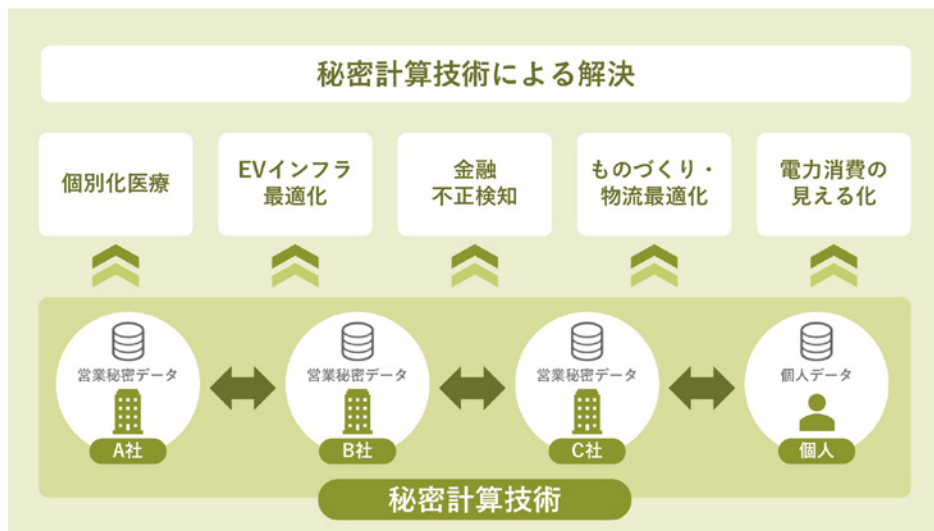 秘密計算技術による解決
個別化医療
EVインフラ
最適化
金融
不正検知
ものづくり・
物流最適化
電力消費の
見える化
営業秘密データ
A社
営業秘密データ
B社
営業秘密データ
C社
個人データ
個人
秘密計算技術